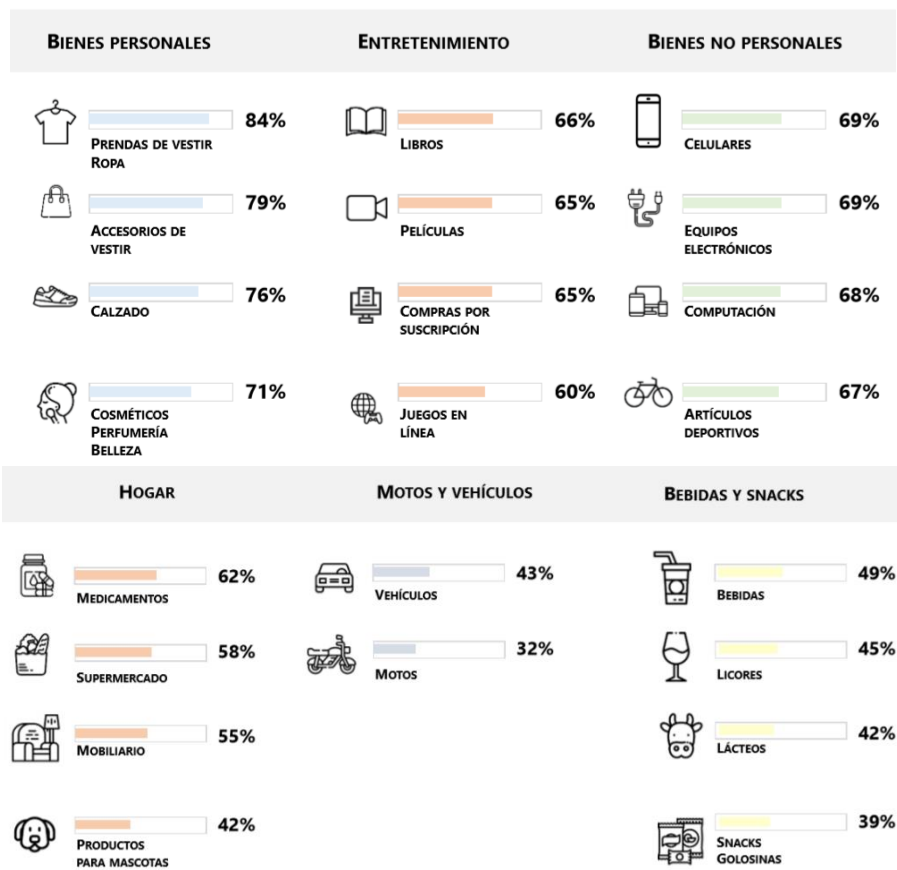 Bienes personales
Entretenimiento
Bienes no personales
84%
Prendas de vestir
Ropa
66%
Libros
69%
Celulares
79%
Accesorios de
vestir
65%
Películas
69%
Equipos
electrónicos
76%
Calzado
65%
Compras por
suscripción
68%
Computación
71%
Cosméticos
Perfumería
Belleza
60%
Juegos en
línea
67%
Artículos
deportivos
Hogar
Motos y vehículos
Bebidas y snacks
62%
Medicamentos
43%
Vehículos
49%
Bebidas
58%
Supermercado
32%
Motos
45%
Licores
55%
Mobiliario
42%
Lácteos
42%
Productos
para mascotas
39%
Snacks
Golosinas